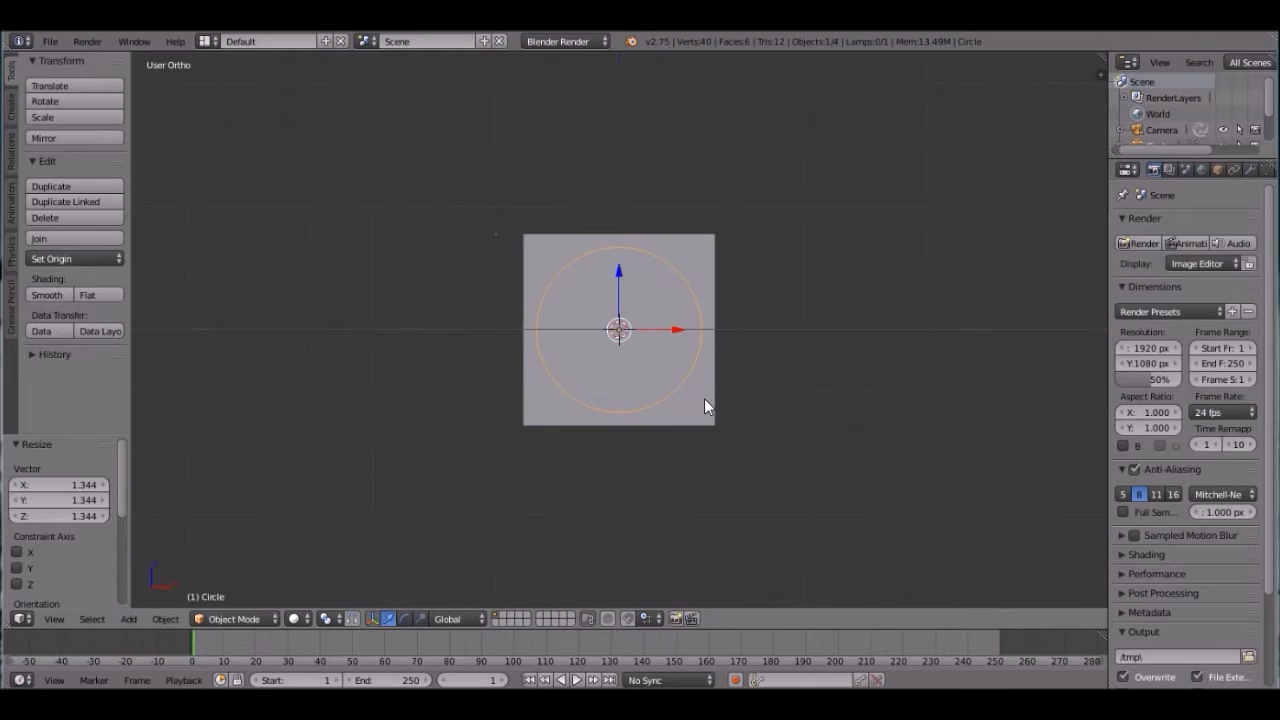 File Render Window Help Default Scene Blender Render v2.75 | Verts:40 | Faces:6 | Tris:12 | Objects:1/4 | Lamps:0/1 | Mem:13.49M | Circle
Tools
Create
Relations
Animation
Physics
Grease Pencil
Transform
Translate
Rotate
Scale
Mirror
Edit
Duplicate
Duplicate Linked
Delete
Join
Set Origin
Shading:
Smooth Flat
Data Transfer:
Data Data Layo
History
Resize
Vector
X: 1.344
Y: 1.344
Z: 1.344
Constraint Axis
X
Y
Z
Orientation
User Ortho
(1) Circle
View Select Add Object Object Mode Global
-50 -40 -30 -20 -10 0 10 20 30 40 50 60 70 80 90 100 110 120 130 140 150 160 170 180 190 200 210 220 230 240 250 260 270 280
View Marker Frame Playback Start: 1 End: 250 1 No Sync
View Search All Scenes
Scene
RenderLayers
World
Camera
Scene
Render
Render Animati Audio
Display: Image Editor
Dimensions
Render Presets
Resolution: Frame Range:
: 1920 px Start Fr: 1
Y:1080 px End F: 250
50% Frame S: 1
Aspect Ratio: Frame Rate:
X: 1.000 24 fps
Y: 1.000 Time Remapp
B 1 10
Anti-Aliasing
5 8 11 16 Mitchell-Ne
Full Sam... : 1.000 px
Sampled Motion Blur
Shading
Performance
Post Processing
Metadata
Output
/tmp\
Overwrite File Exte...